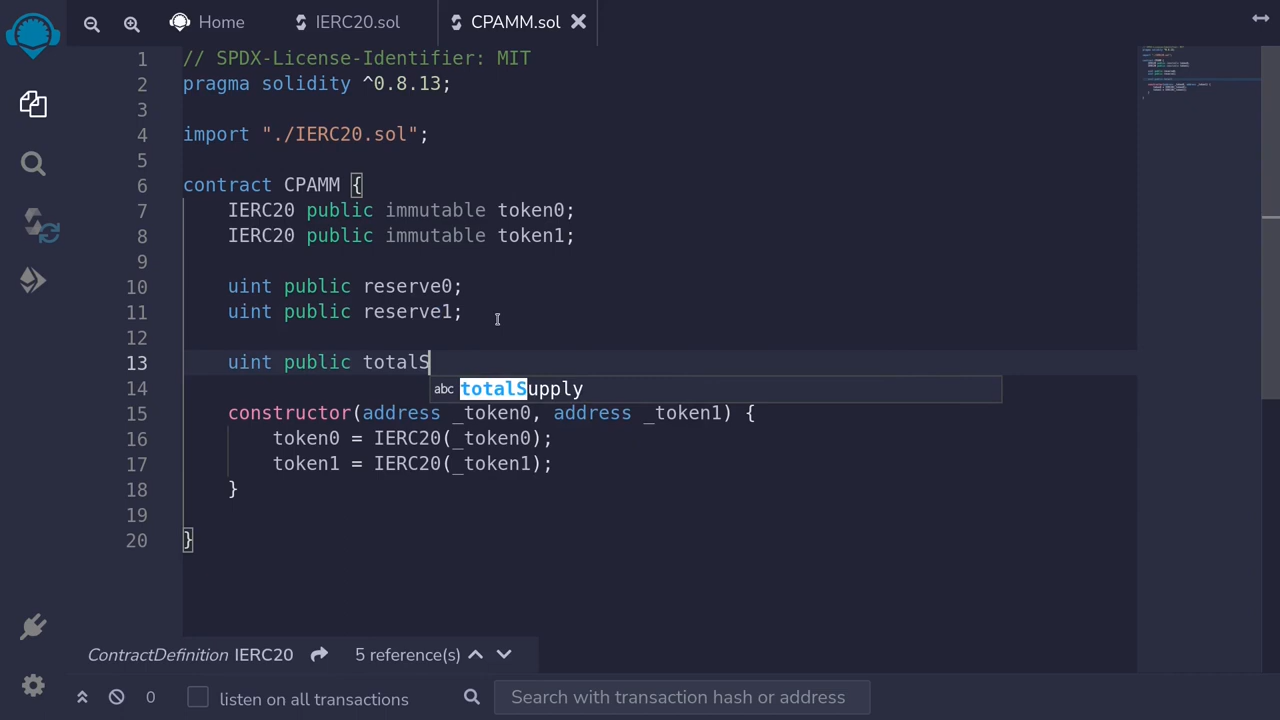 Home IERC20.sol CPAMM.sol
1 // SPDX-License-Identifier: MIT
2 pragma solidity ^0.8.13;
3
4 import "./IERC20.sol";
5
6 contract CPAMM {
7 IERC20 public immutable token0;
8 IERC20 public immutable token1;
9
10 uint public reserve0;
11 uint public reserve1;
12
13 uint public totalS
abc totalSupply
14
15 constructor(address _token0, address _token1) {
16 token0 = IERC20(_token0);
17 token1 = IERC20(_token1);
18 }
19
20 }
ContractDefinition IERC20 5 reference(s)
0 listen on all transactions Search with transaction hash or address